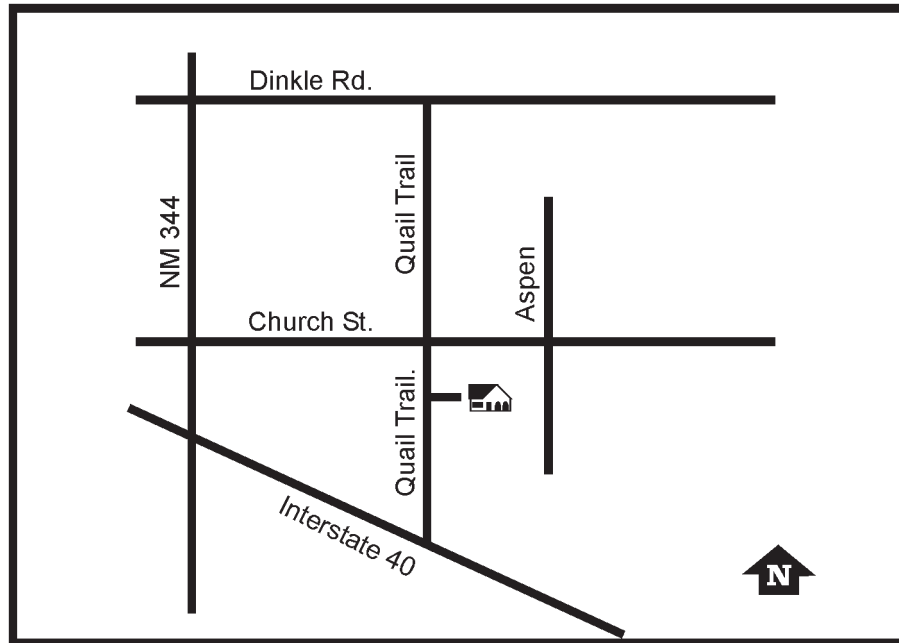 Dinkle Rd.
Quail Trail
NM 344
Aspen
Church St.
Quail Trail.
Interstate 40
N